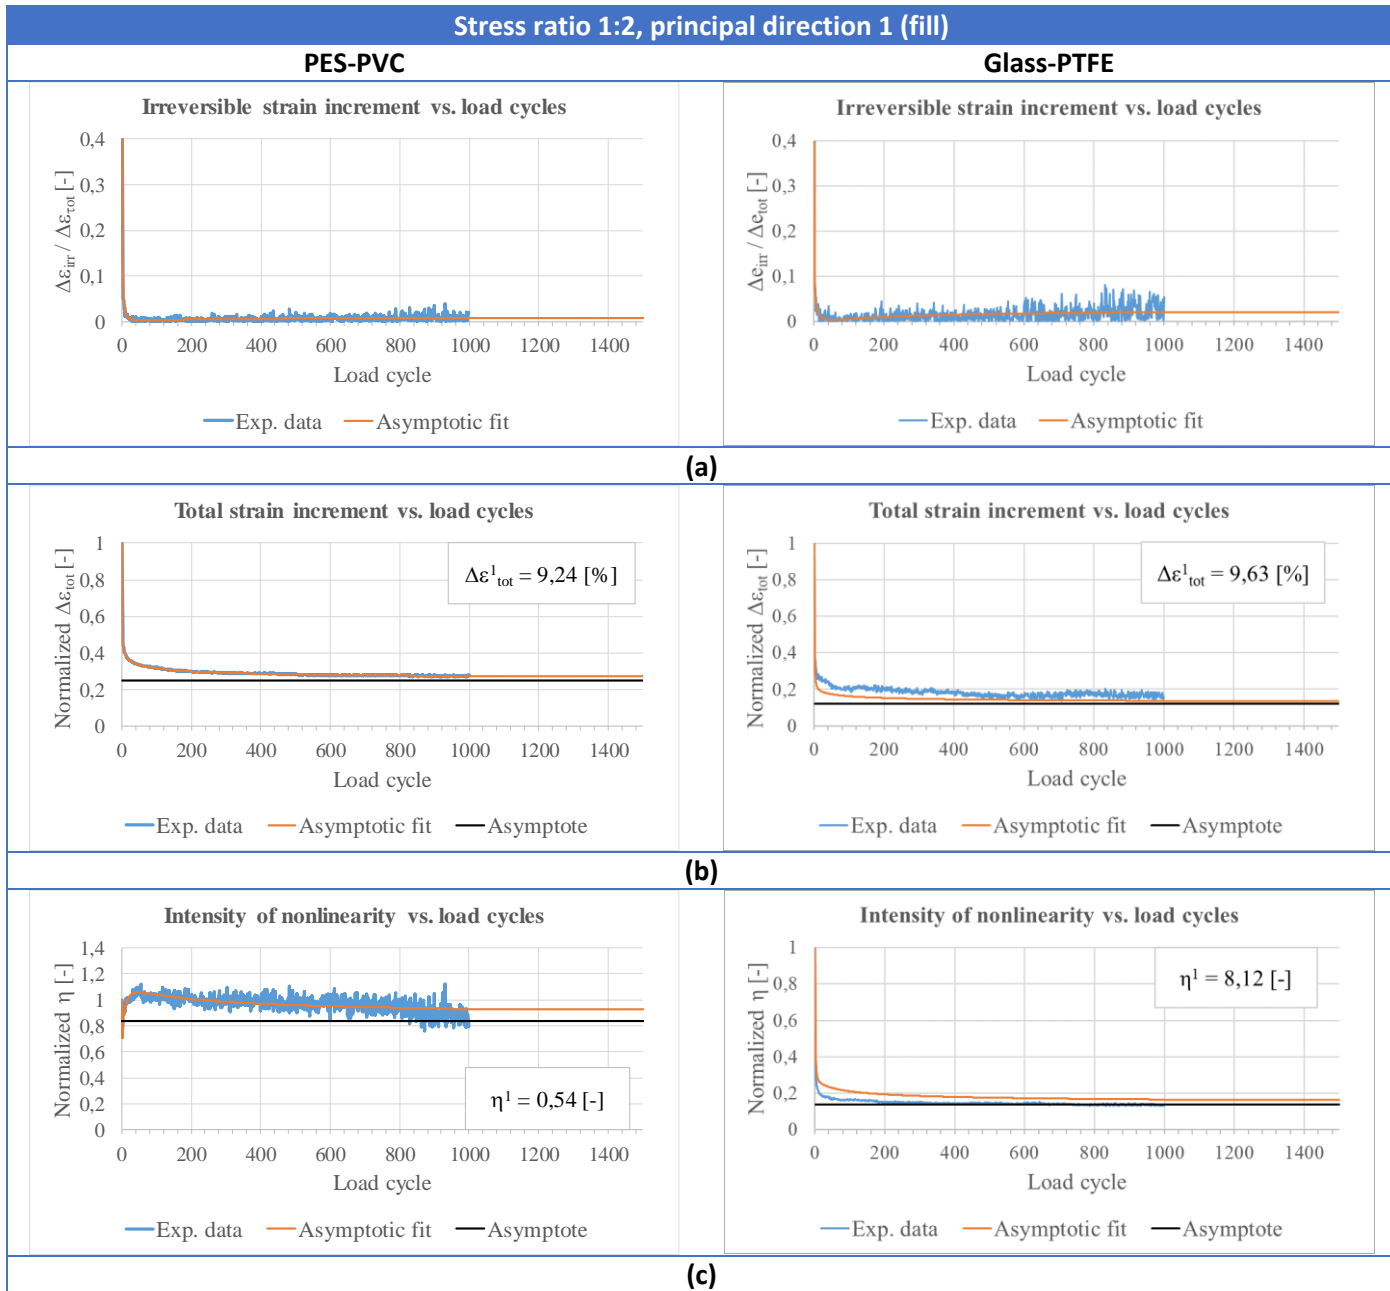 Stress ratio 1:2, principal direction 1 (fill)
PES-PVC
Glass-PTFE
Irreversible strain increment vs. load cycles
Δεirr / Δετot [-]
0,4
0,3
0,2
0,1
0
0 200 400 600 800 1000 1200 1400
Load cycle
Exp. data Asymptotic fit
Irreversible strain increment vs. load cycles
Δeirr / Δetot [-]
0,4
0,3
0,2
0,1
0
0 200 400 600 800 1000 1200 1400
Load cycle
Exp. data Asymptotic fit
(a)
Total strain increment vs. load cycles
Normalized Δεtot [-]
1
0,8
0,6
0,4
0,2
0
Δε¹tot = 9,24 [%]
0 200 400 600 800 1000 1200 1400
Load cycle
Exp. data Asymptotic fit Asymptote
Total strain increment vs. load cycles
Normalized Δεtot [-]
1
0,8
0,6
0,4
0,2
0
Δε¹tot = 9,63 [%]
0 200 400 600 800 1000 1200 1400
Load cycle
Exp. data Asymptotic fit Asymptote
(b)
Intensity of nonlinearity vs. load cycles
Normalized η [-]
1,4
1,2
1
0,8
0,6
0,4
0,2
0
η¹ = 0,54 [-]
0 200 400 600 800 1000 1200 1400
Load cycle
Exp. data Asymptotic fit Asymptote
Intensity of nonlinearity vs. load cycles
Normalized η [-]
1
0,8
0,6
0,4
0,2
0
η¹ = 8,12 [-]
0 200 400 600 800 1000 1200 1400
Load cycle
Exp. data Asymptotic fit Asymptote
(c)